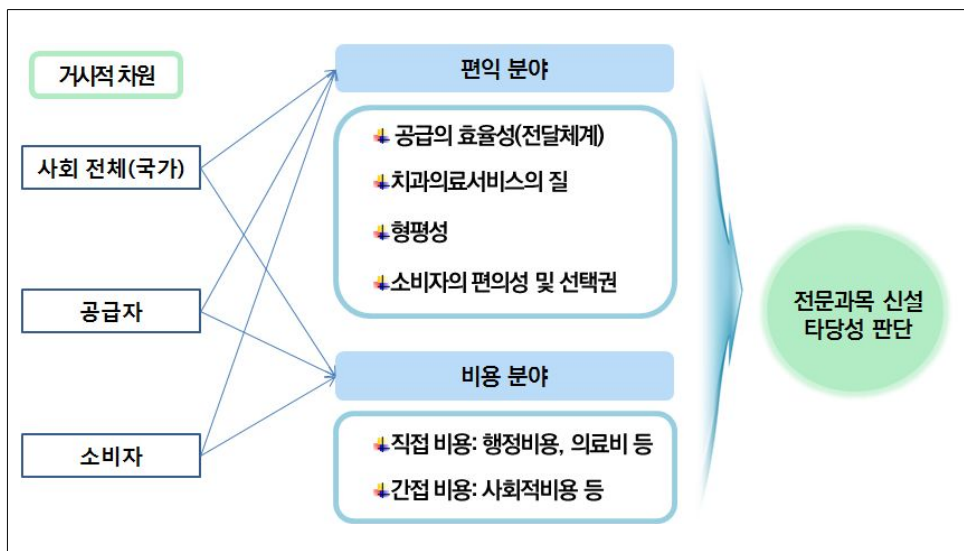 거시적 차원
사회 전체(국가)
공급자
소비자
편익 분야
공급의 효율성(전달체계)
치과의료서비스의 질
형평성
소비자의 편의성 및 선택권
비용 분야
직접 비용: 행정비용, 의료비 등
간접 비용: 사회적비용 등
전문과목 신설
타당성 판단